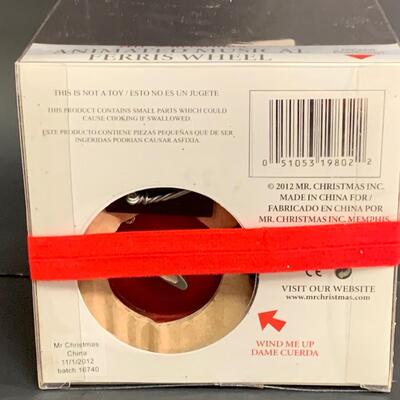 ANIMATED MUSICAL
FERRIS WHEEL
THIS IS NOT A TOY / ESTO NO ES UN JUGETE
THIS PRODUCT CONTAINS SMALL PARTS WHICH COULD
CAUSE CHOKING IF SWALLOWED.
ESTE PRODUCTO CONTIENE PIEZAS PEQUEÑAS QUE DE SER
INGERIDAS PODRIAN CAUSAR ASFIXIA.
0 51053 19802 2
© 2012 MR. CHRISTMAS INC.
MADE IN CHINA FOR /
FABRICADO EN CHINA POR
MR. CHRISTMAS INC. MEMPHIS,
CE
VISIT OUR WEBSITE
www.mrchristmas.com
WIND ME UP
DAME CUERDA
Mr Christmas
China
11/1/2012
batch 16740